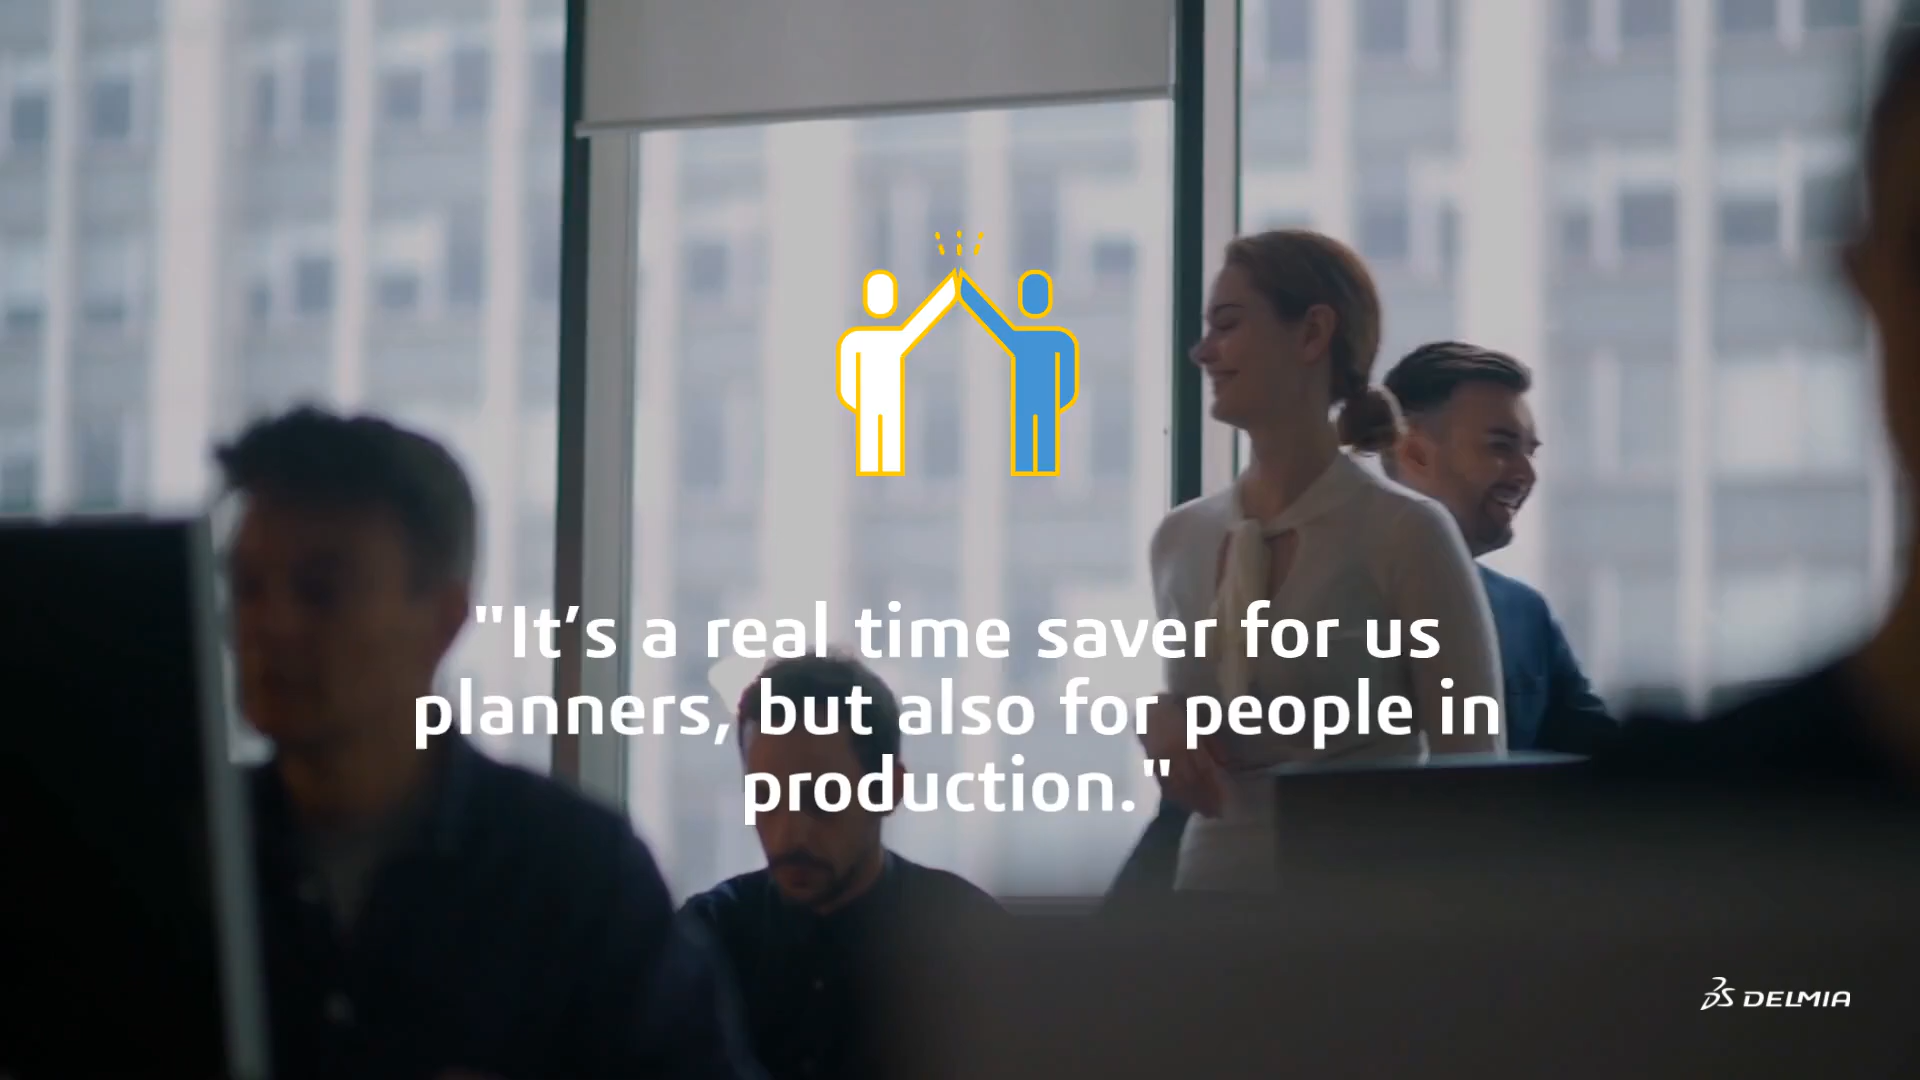 "It’s a real time saver for us
planners, but also for people in
production."
DELMIA